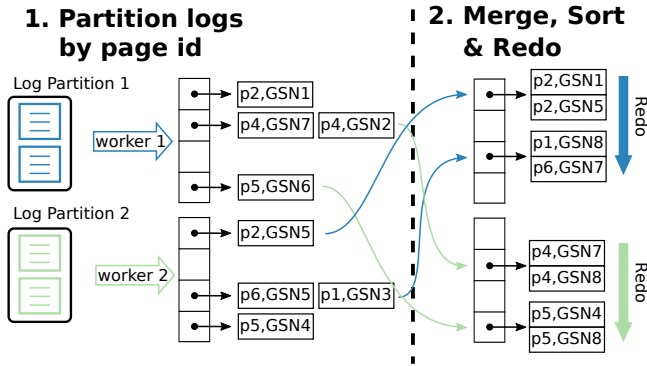 1. Partition logs
by page id
Log Partition 1
worker 1
p2,GSN1
p4,GSN7
p4,GSN2
p5,GSN6
Log Partition 2
worker 2
p2,GSN5
p6,GSN5
p1,GSN3
p5,GSN4
2. Merge, Sort
& Redo
p2,GSN1
p2,GSN5
p1,GSN8
p6,GSN7
Redo
p4,GSN7
p4,GSN8
p5,GSN4
p5,GSN8
Redo